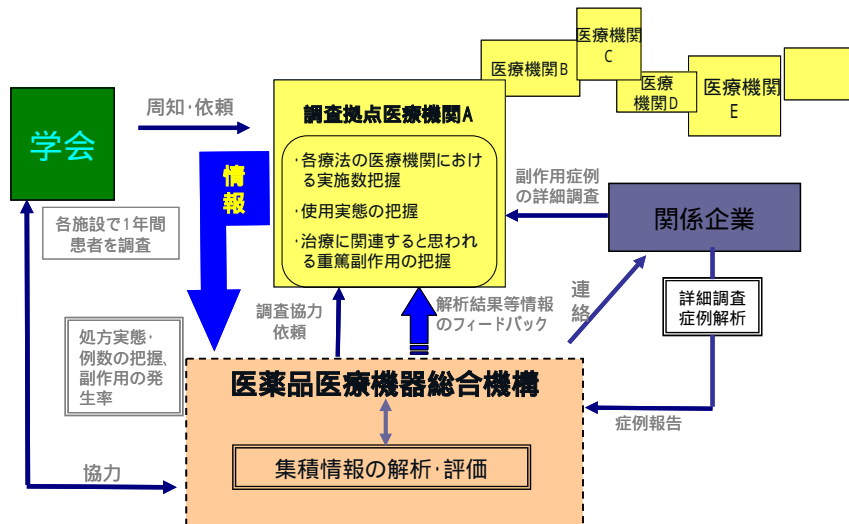 医療機関B
医療機関
C
医療
機関D
医療機関
E
学会
周知・依頼
調査拠点医療機関A
・各療法の医療機関におけ
る実施数把握
・使用実態の把握
・治療に関連すると思われ
る重篤副作用の把握
情報
副作用症例
の詳細調査
関係企業
各施設で1年間
患者を調査
調査協力
依頼
解析結果等情報
のフィードバック
連絡
詳細調査
症例解析
処方実態・
例数の把握、
副作用の発
生率
医薬品医療機器総合機構
集積情報の解析・評価
症例報告
協力